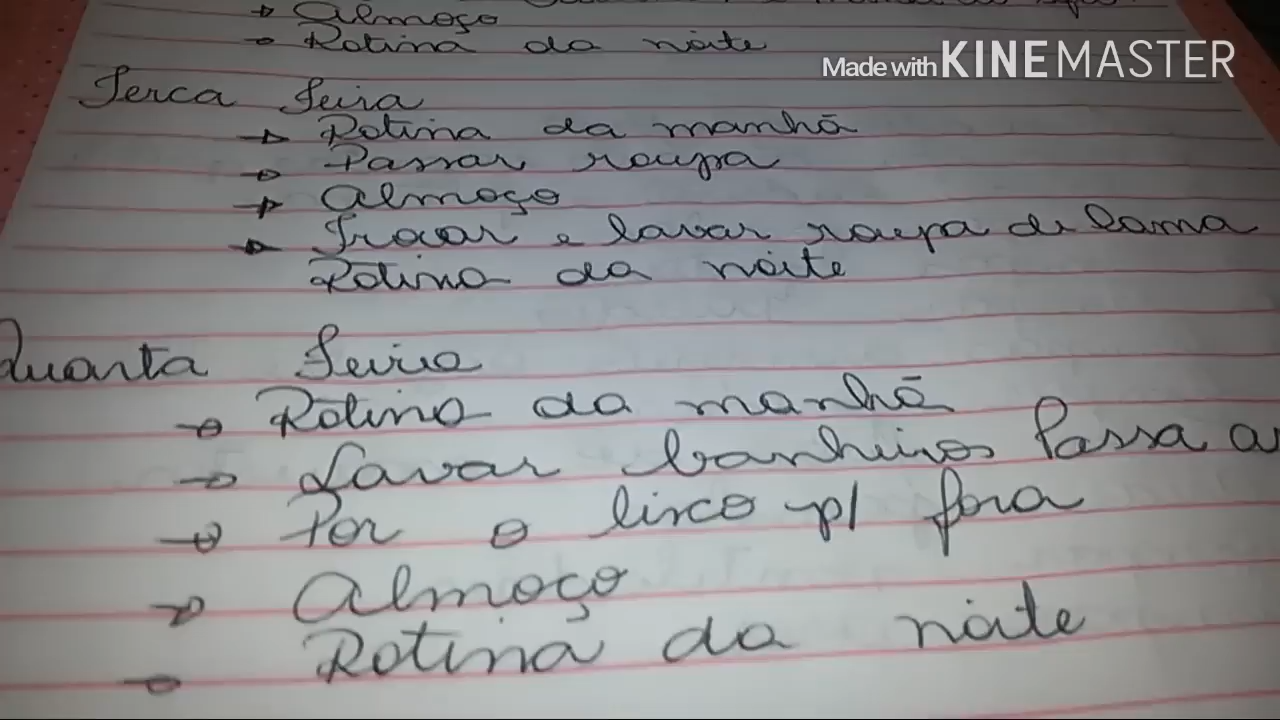 → Almoço
→ Rotina da noite
Made with KINEMASTER
Terca Feira
→ Rotina da manhã
→ Passar roupa
→ Almoço
→ Trocar e lavar roupa de cama
Rotina da noite
Quarta Feira
→ Rotina da manhã
→ Lavar banheiros Passa a
→ Por o lixco p/ fora
→ Almoço
→ Rotina da noite